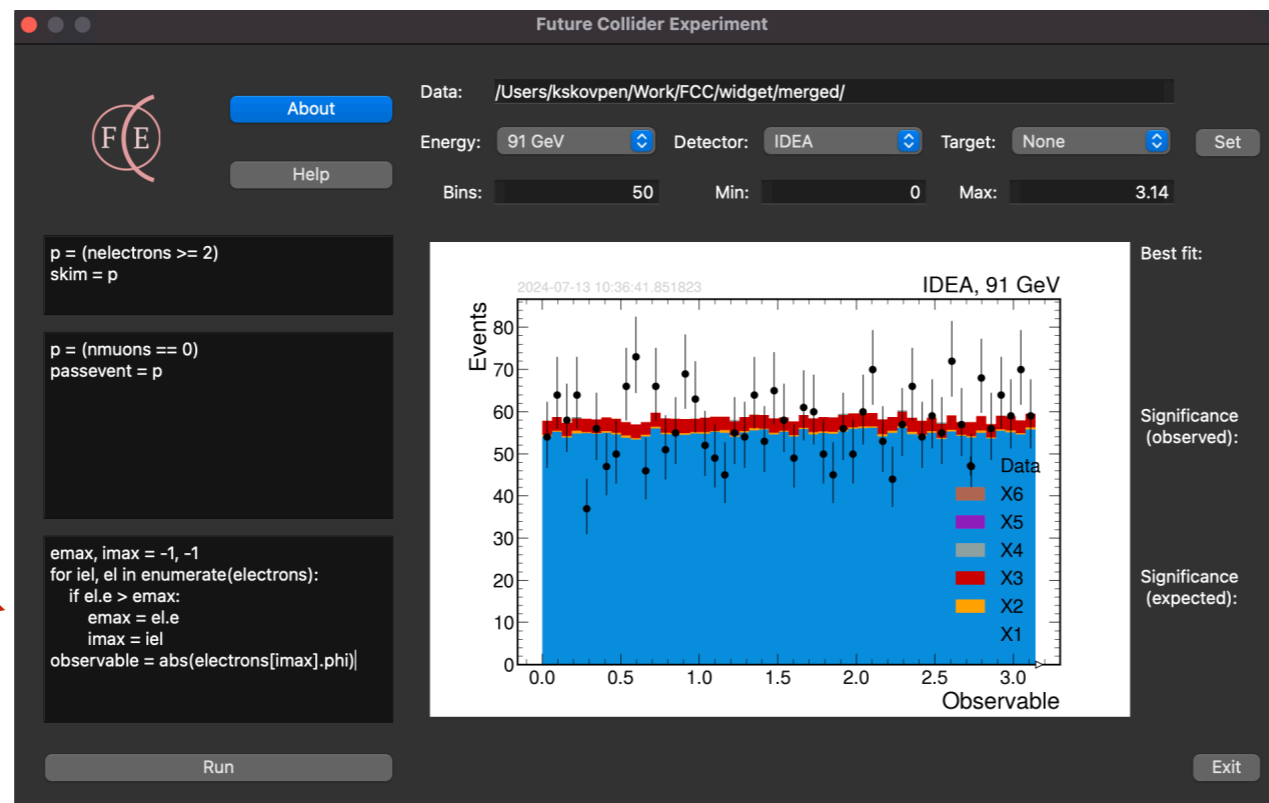 Future Collider Experiment
FCE
About
Help
Data: /Users/kskovpen/Work/FCC/widget/merged/
Energy: 91 GeV Detector: IDEA Target: None Set
Bins: 50 Min: 0 Max: 3.14
p = (nelectrons >= 2)
skim = p
p = (nmuons == 0)
passevent = p
emax, imax = -1, -1
for iel, el in enumerate(electrons):
if el.e > emax:
emax = el.e
imax = iel
observable = abs(electrons[imax].phi)
Run
2024-07-13 10:36:41.851823
IDEA, 91 GeV
Events
80
70
60
50
40
30
20
10
0
0.0 0.5 1.0 1.5 2.0 2.5 3.0
Observable
Data
X6
X5
X4
X3
X2
X1
Best fit:
Significance
(observed):
Significance
(expected):
Exit